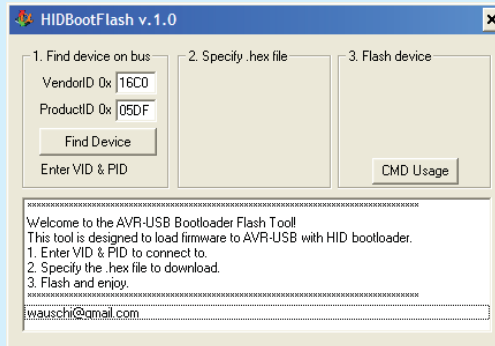 HIDBootFlash v.1.0
1. Find device on bus
VendorID 0x 16C0
ProductID 0x 05DF
Find Device
Enter VID & PID
2. Specify .hex file
3. Flash device
CMD Usage
××××××××××××××××××××××××××××××××××××××××××××××××××××××××××××××××××××××××××××××
Welcome to the AVR-USB Bootloader Flash Tool!
This tool is designed to load firmware to AVR-USB with HID bootloader.
1. Enter VID & PID to connect to.
2. Specify the .hex file to download.
3. Flash and enjoy.
××××××××××××××××××××××××××××××××××××××××××××××××××××××××××××××××××××××××××××××
wauschi@gmail.com